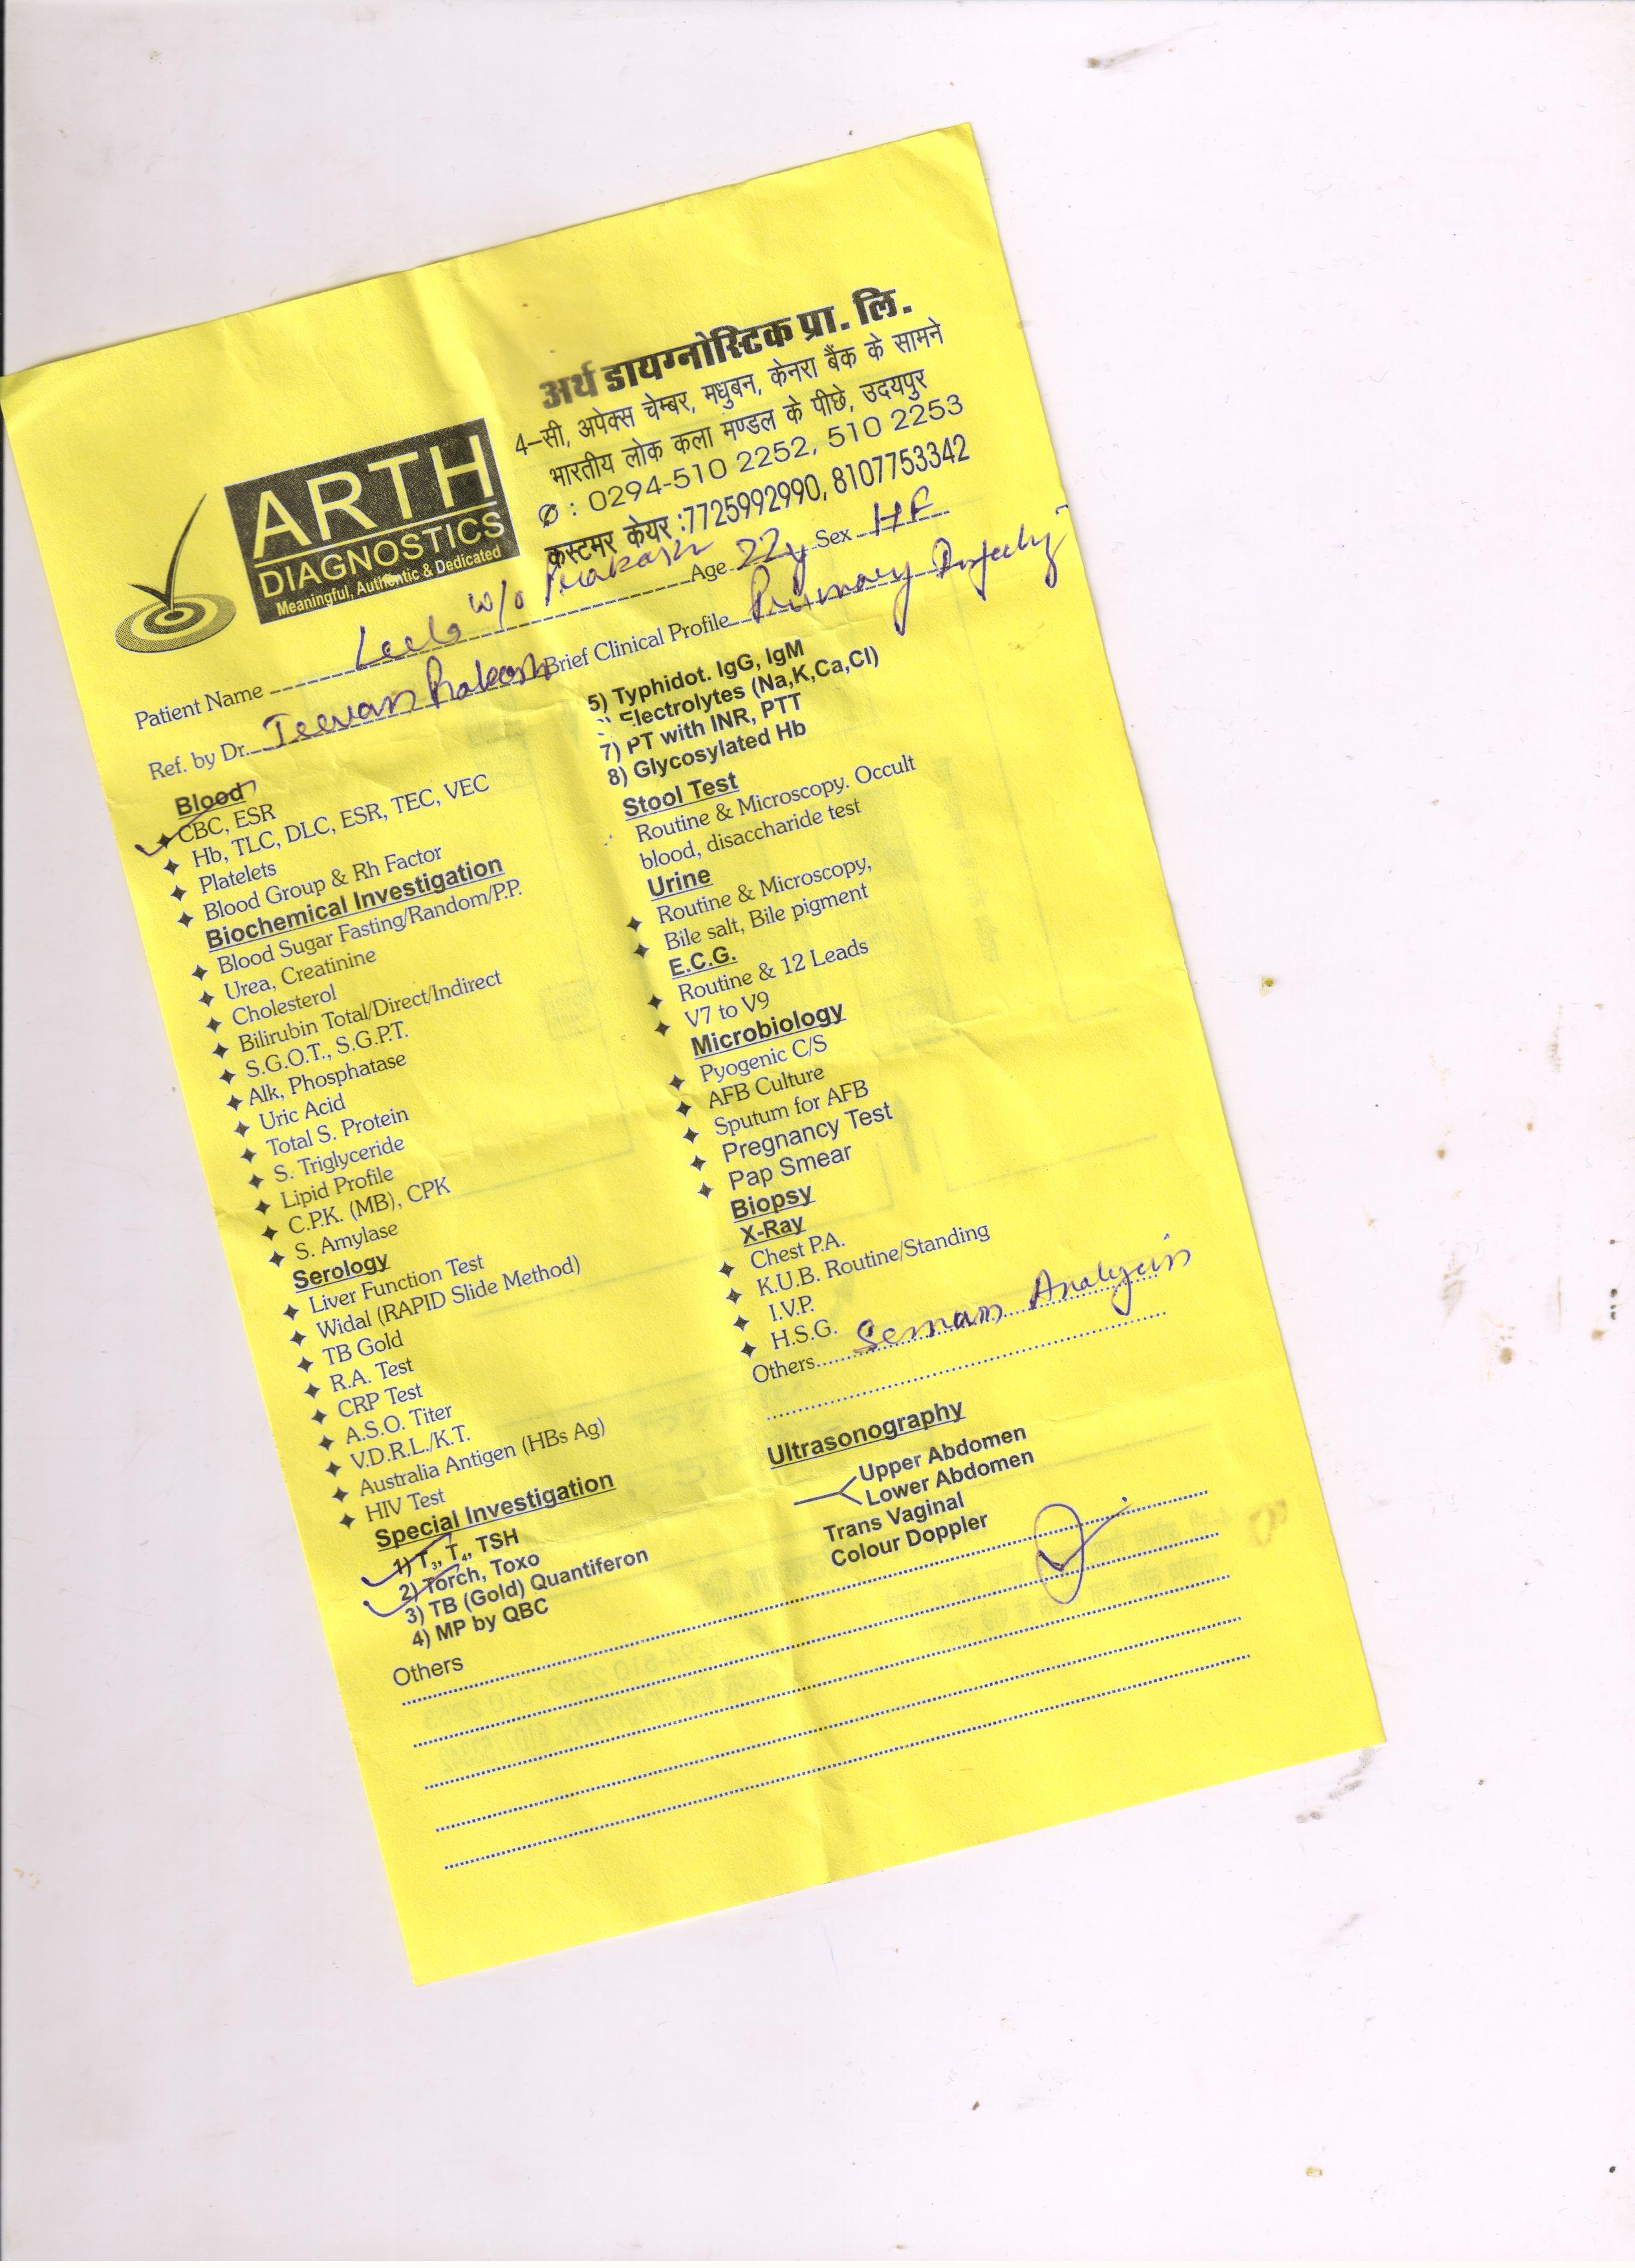 अर्थ डायग्नोस्टिक प्रा. लि.
4-सी, अपेक्स चेम्बर, मधुबन, केनरा बैंक के सामने
भारतीय लोक कला मण्डल के पीछे, उदयपुर
✆ : 0294-510 2252, 510 2253
कस्टमर केयर :7725992990, 8107753342
ARTH
DIAGNOSTICS
Meaningful, Authentic & Dedicated
Patient Name w/o Prakash Age 22y Sex
Ref. by Dr. Jeevan Prakash Brief Clinical Profile Primary
Blood
CBC, ESR
Hb, TLC, DLC, ESR, TEC, VEC
Platelets
Blood Group & Rh Factor
Biochemical Investigation
Blood Sugar Fasting/Random/P.P.
Urea, Creatinine
Cholesterol
Bilirubin Total/Direct/Indirect
S.G.O.T., S.G.P.T.
Alk, Phosphatase
Uric Acid
Total S. Protein
S. Triglyceride
Lipid Profile
C.P.K. (MB), CPK
S. Amylase
Serology
Liver Function Test
Widal (RAPID Slide Method)
TB Gold
R.A. Test
CRP Test
A.S.O. Titer
V.D.R.L./K.T.
Australia Antigen (HBs Ag)
HIV Test
Special Investigation
1) T3, T4, TSH
2) Torch, Toxo
3) TB (Gold) Quantiferon
4) MP by QBC
Others
5) Typhidot. IgG, IgM
Electrolytes (Na,K,Ca,Cl)
7) PT with INR, PTT
8) Glycosylated Hb
Stool Test
Routine & Microscopy. Occult
blood, disaccharide test
Urine
Routine & Microscopy,
Bile salt, Bile pigment
E.C.G.
Routine & 12 Leads
V7 to V9
Microbiology
Pyogenic C/S
AFB Culture
Sputum for AFB
Pregnancy Test
Pap Smear
Biopsy
X-Ray
Chest P.A.
K.U.B. Routine/Standing
I.V.P.
H.S.G.
Others Seman Analysis
Ultrasonography
Upper Abdomen
Lower Abdomen
Trans Vaginal
Colour Doppler